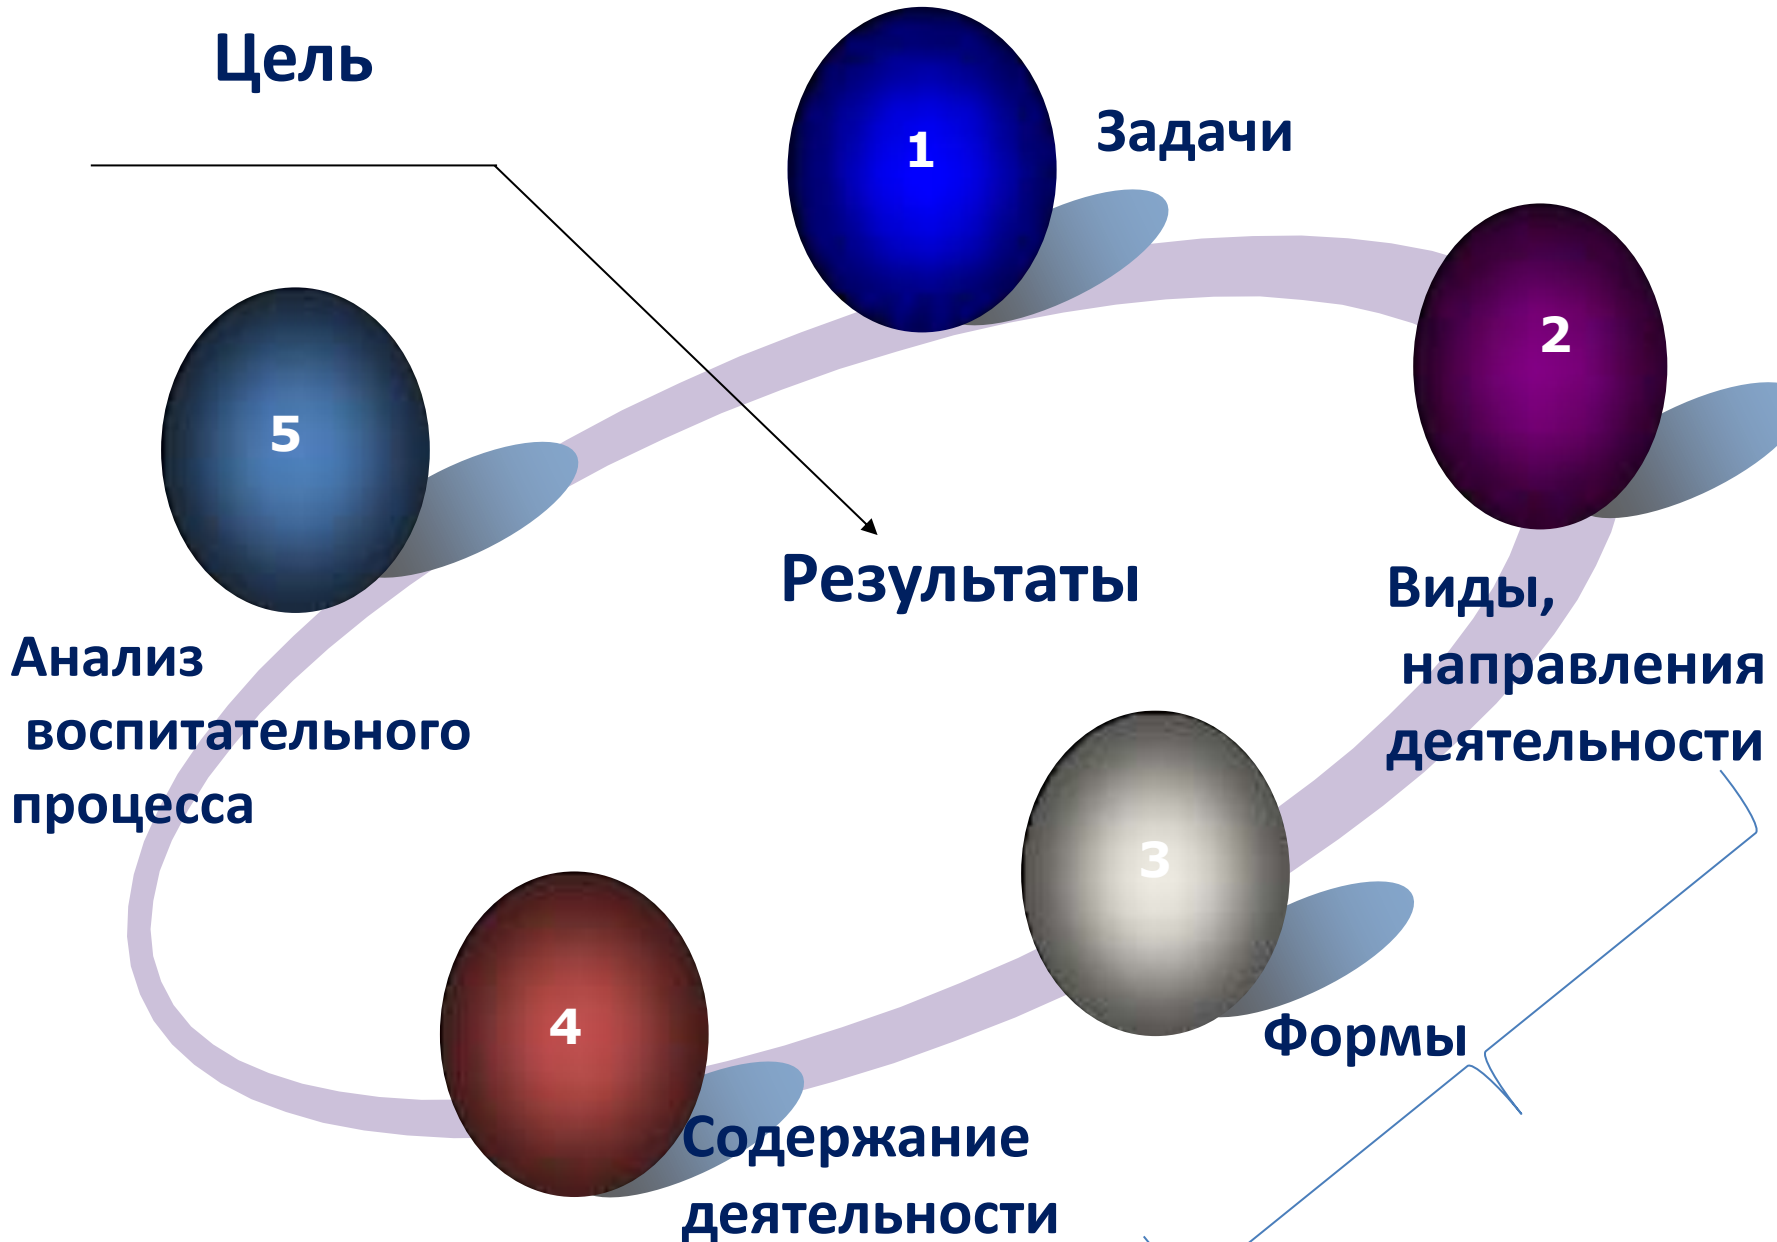 Цель
1
Задачи
2
5
Результаты
Виды,
направления
деятельности
Анализ
воспитательного
процесса
3
Формы
4
Содержание
деятельности